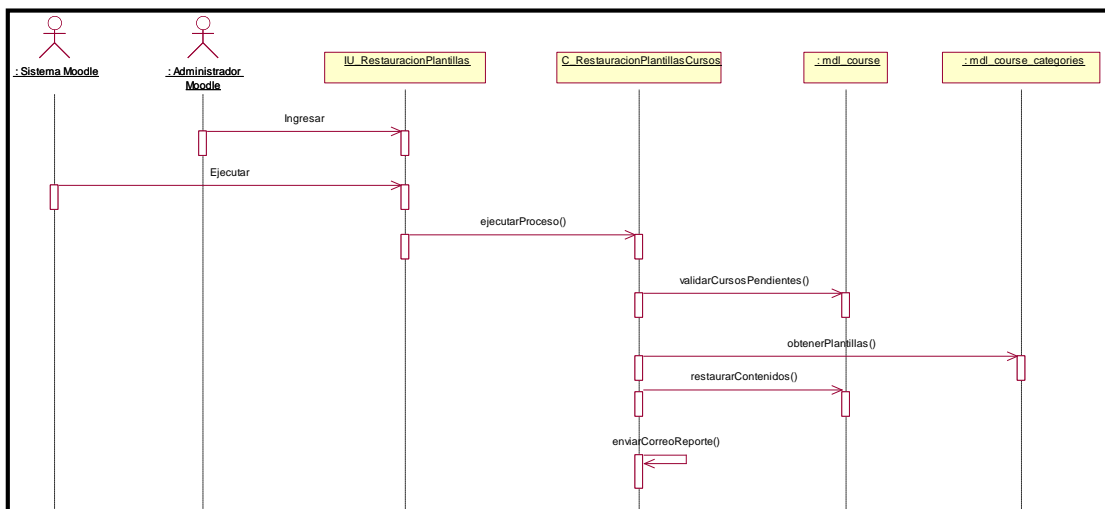 : Sistema Moodle
: Administrador
Moodle
IU_RestauracionPlantillas
C_RestauracionPlantillasCursos
: mdl_course
: mdl_course_categories
Ingresar
Ejecutar
ejecutarProceso()
validarCursosPendientes()
obtenerPlantillas()
restaurarContenidos()
enviarCorreoReporte()